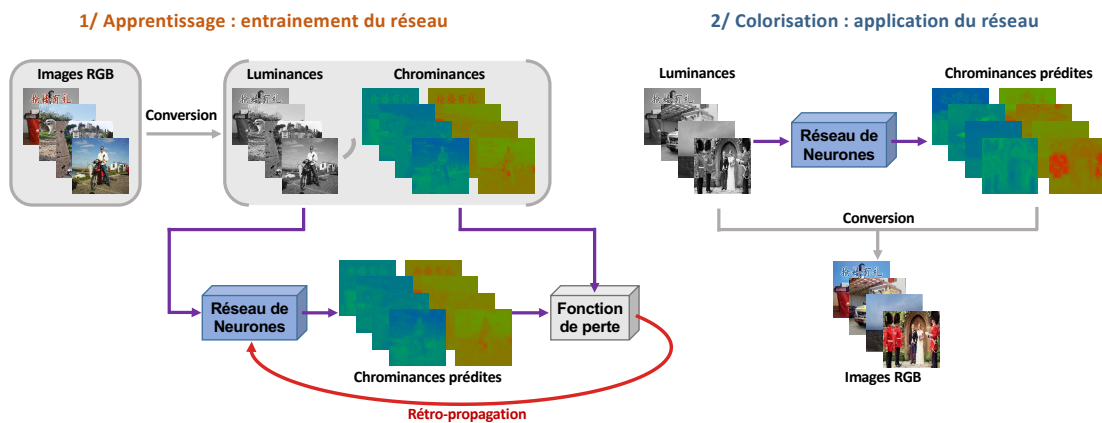 1/ Apprentissage : entrainement du réseau
Images RGB
Conversion
Luminances
Chrominances
Réseau de
Neurones
Chrominances prédites
Fonction
de perte
Rétro-propagation
2/ Colorisation : application du réseau
Luminances
Réseau de
Neurones
Chrominances prédites
Conversion
Images RGB